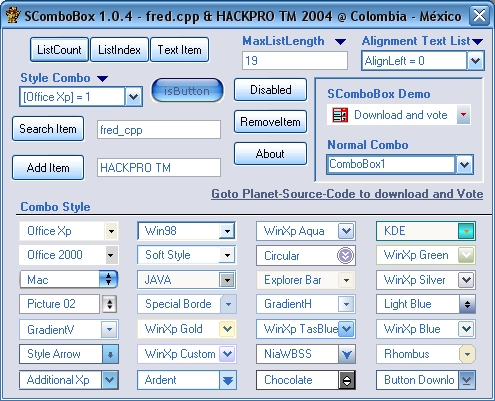 SComboBox 1.0.4 - fred.cpp & HACKPRO TM 2004 @ Colombia - México
ListCount
ListIndex
Text Item
MaxListLength
19
Alignment Text List
AlignLeft = 0
Style Combo
[Office Xp] = 1
isButton
Disabled
SComboBox Demo
Download and vote
Search Item
fred_cpp
RemoveItem
Normal Combo
ComboBox1
Add Item
HACKPRO TM
About
Goto Planet-Source-Code to download and Vote
Combo Style
Office Xp
Win98
WinXp Aqua
KDE
Office 2000
Soft Style
Circular
WinXp Green
Mac
JAVA
Explorer Bar
WinXp Silver
Picture 02
Special Borde
GradientH
Light Blue
GradientV
WinXp Gold
WinXp TasBlue
WinXp Blue
Style Arrow
WinXp Custom
NiaWBSS
Rhombus
Additional Xp
Ardent
Chocolate
Button Downlo